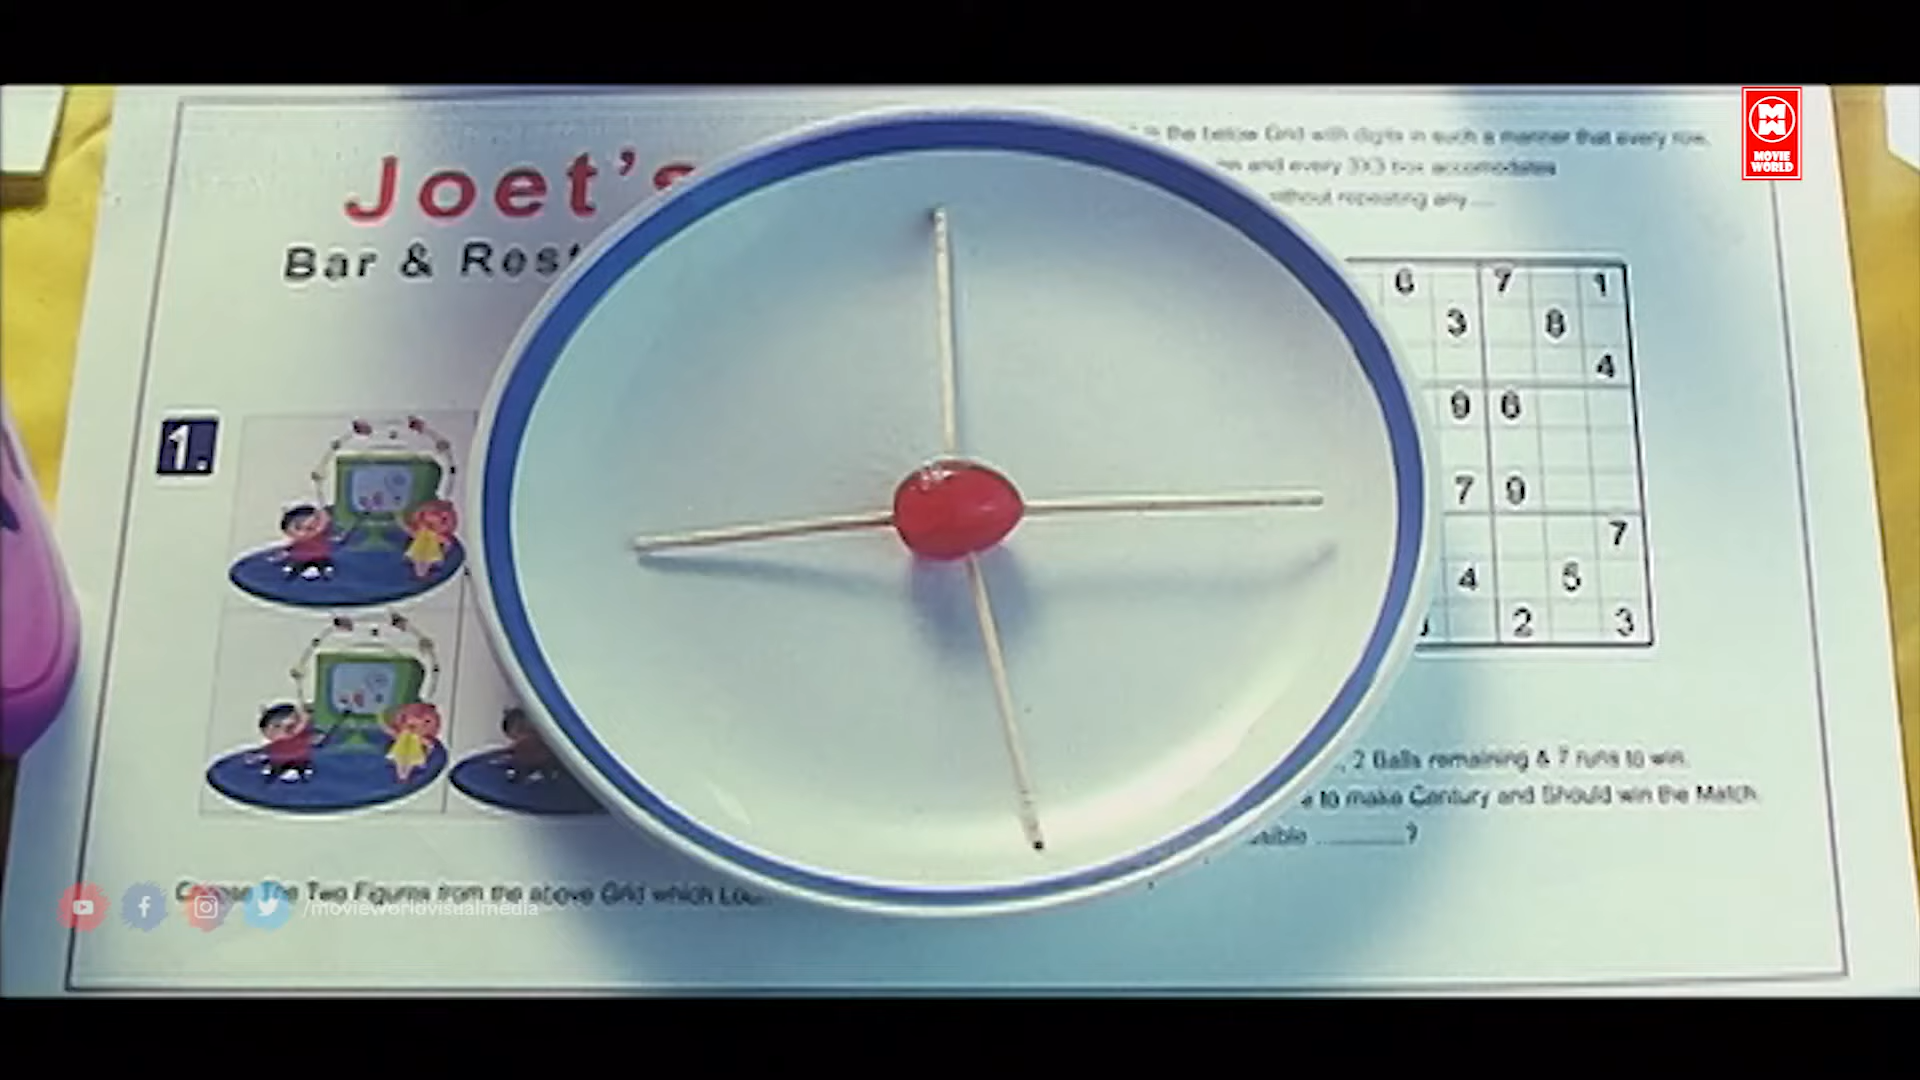 Joet's
Bar &
in the below Grid with digits in such a manner that every row,
and every 3X3 box accomodates
without repeating any ....
MOVIE
WORLD
6 7 1
3 8
4
9 6
7 9
7
4 5
2 3
1.
2 Balls remaining & 7 runs to win.
to make Century and Should win the Match.
?
The Two Figures from the above Grid which
/movieworldvisualmedia